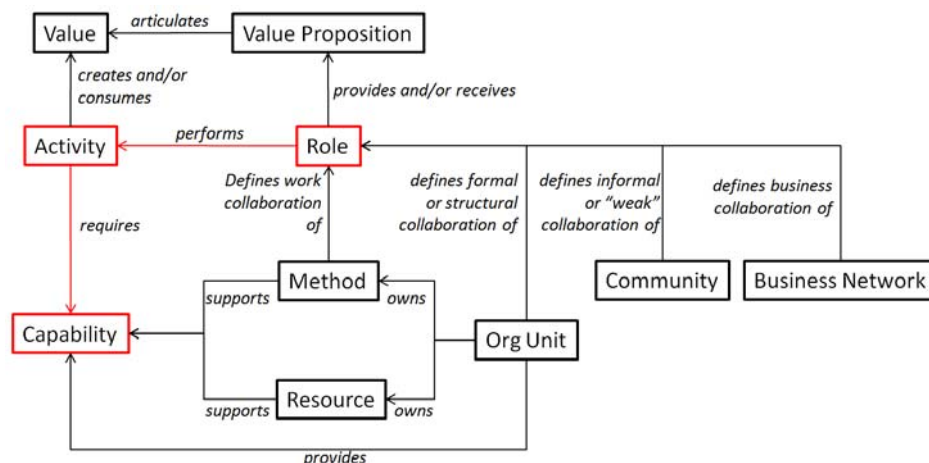 articulates
Value
Value Proposition
creates and/or
consumes
provides and/or receives
performs
Activity
Role
Defines work
collaboration
of
defines formal
or structural
collaboration of
defines informal
or “weak”
collaboration of
defines business
collaboration of
requires
Method
Community
Business Network
supports
owns
Capability
Org Unit
Resource
supports
owns
provides